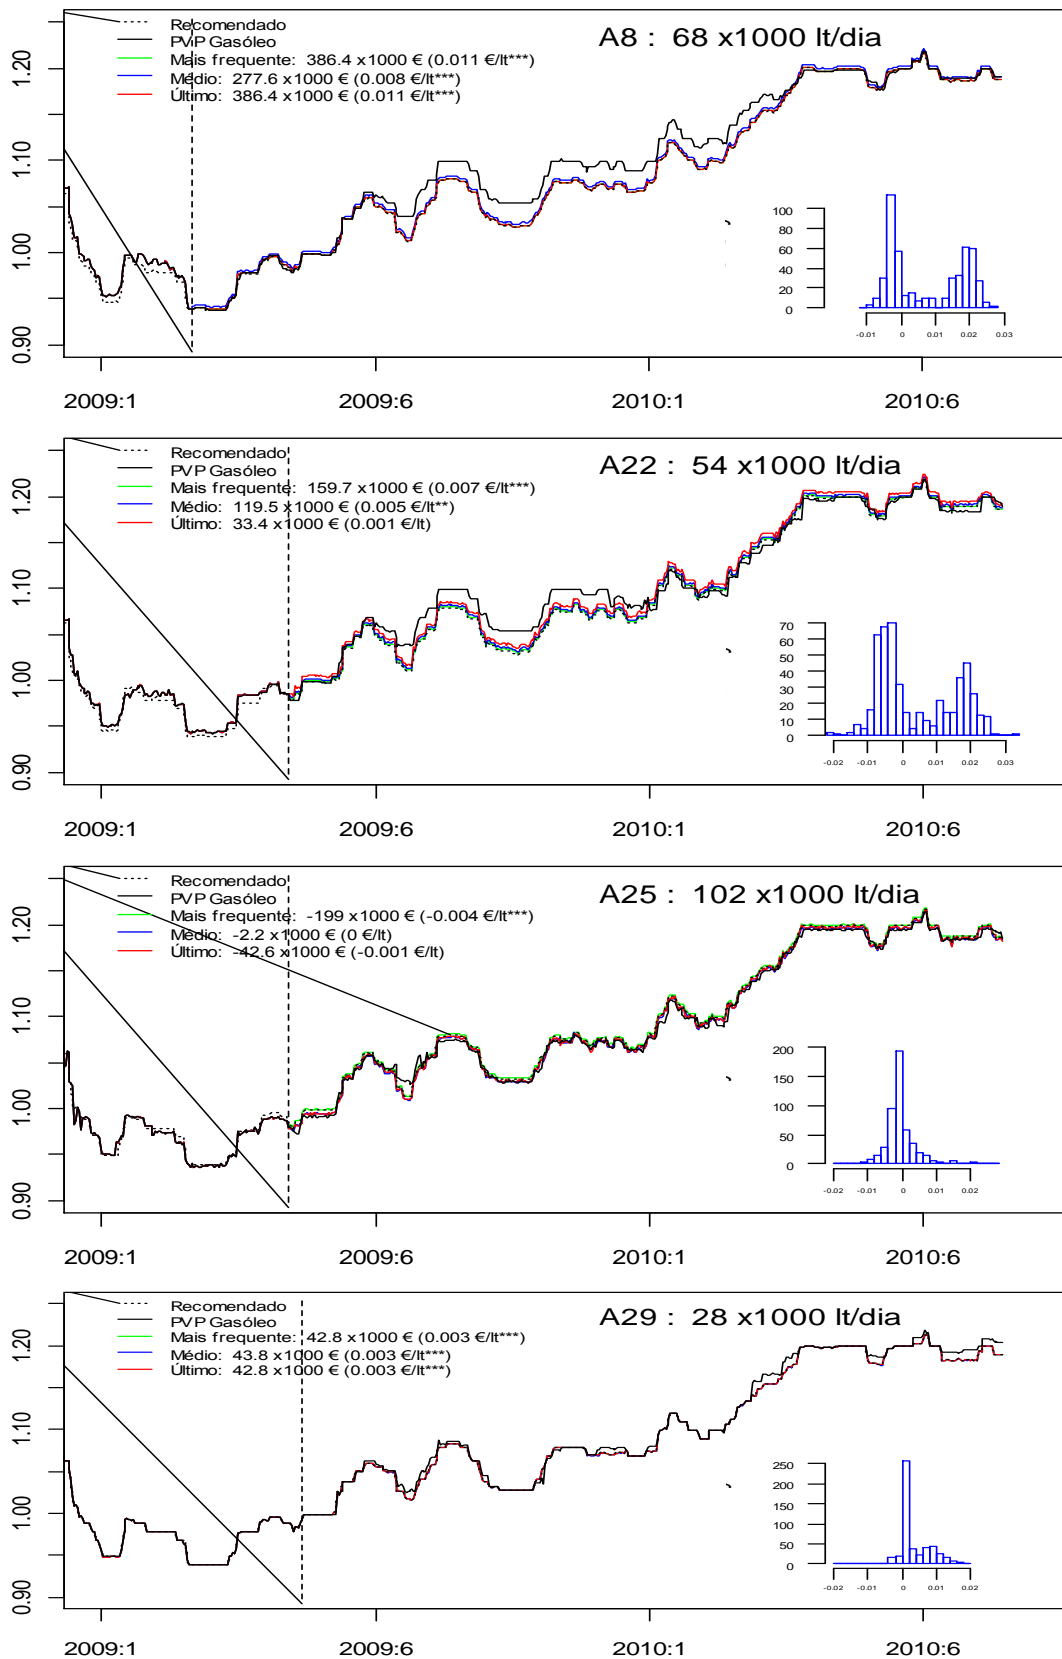 Recomendado
PVP Gasóleo
Mais frequente: 386.4 x1000 € (0.011 €/lt***)
Médio: 277.6 x1000 € (0.008 €/lt***)
Último: 386.4 x1000 € (0.011 €/lt***)
A8 : 68 x1000 lt/dia
1.20
1.10
1.00
0.90
100
80
60
40
20
0
-0.01 0 0.01 0.02 0.03
2009:1 2009:6 2010:1 2010:6
Recomendado
PVP Gasóleo
Mais frequente: 159.7 x1000 € (0.007 €/lt***)
Médio: 119.5 x1000 € (0.005 €/lt**)
Último: 33.4 x1000 € (0.001 €/lt)
A22 : 54 x1000 lt/dia
1.20
1.10
1.00
0.90
70
60
50
40
30
20
10
0
-0.02 -0.01 0 0.01 0.02 0.03
2009:1 2009:6 2010:1 2010:6
Recomendado
PVP Gasóleo
Mais frequente: -199 x1000 € (-0.004 €/lt***)
Médio: -2.2 x1000 € (0 €/lt)
Último: -42.6 x1000 € (-0.001 €/lt)
A25 : 102 x1000 lt/dia
1.20
1.10
1.00
0.90
200
150
100
50
0
-0.02 -0.01 0 0.01 0.02
2009:1 2009:6 2010:1 2010:6
Recomendado
PVP Gasóleo
Mais frequente: 42.8 x1000 € (0.003 €/lt***)
Médio: 43.8 x1000 € (0.003 €/lt***)
Último: 42.8 x1000 € (0.003 €/lt***)
A29 : 28 x1000 lt/dia
1.20
1.10
1.00
0.90
250
200
150
100
50
0
-0.02 -0.01 0 0.01 0.02
2009:1 2009:6 2010:1 2010:6